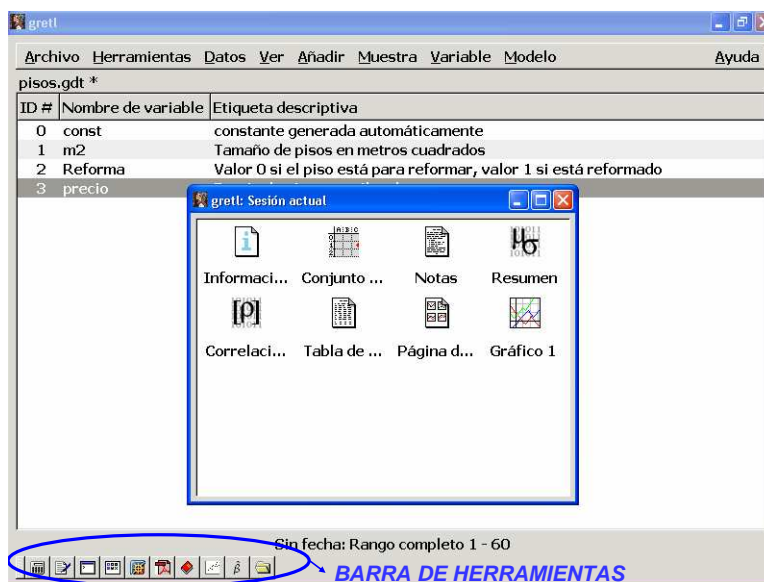 gretl
Archivo Herramientas Datos Ver Añadir Muestra Variable Modelo Ayuda
pisos.gdt *
ID # Nombre de variable Etiqueta descriptiva
0 const constante generada automáticamente
1 m2 Tamaño de pisos en metros cuadrados
2 Reforma Valor 0 si el piso está para reformar, valor 1 si está reformado
3 precio
gretl: Sesión actual
Informaci... Conjunto ... Notas Resumen
Correlaci... Tabla de ... Página d... Gráfico 1
Sin fecha: Rango completo 1 - 60
BARRA DE HERRAMIENTAS